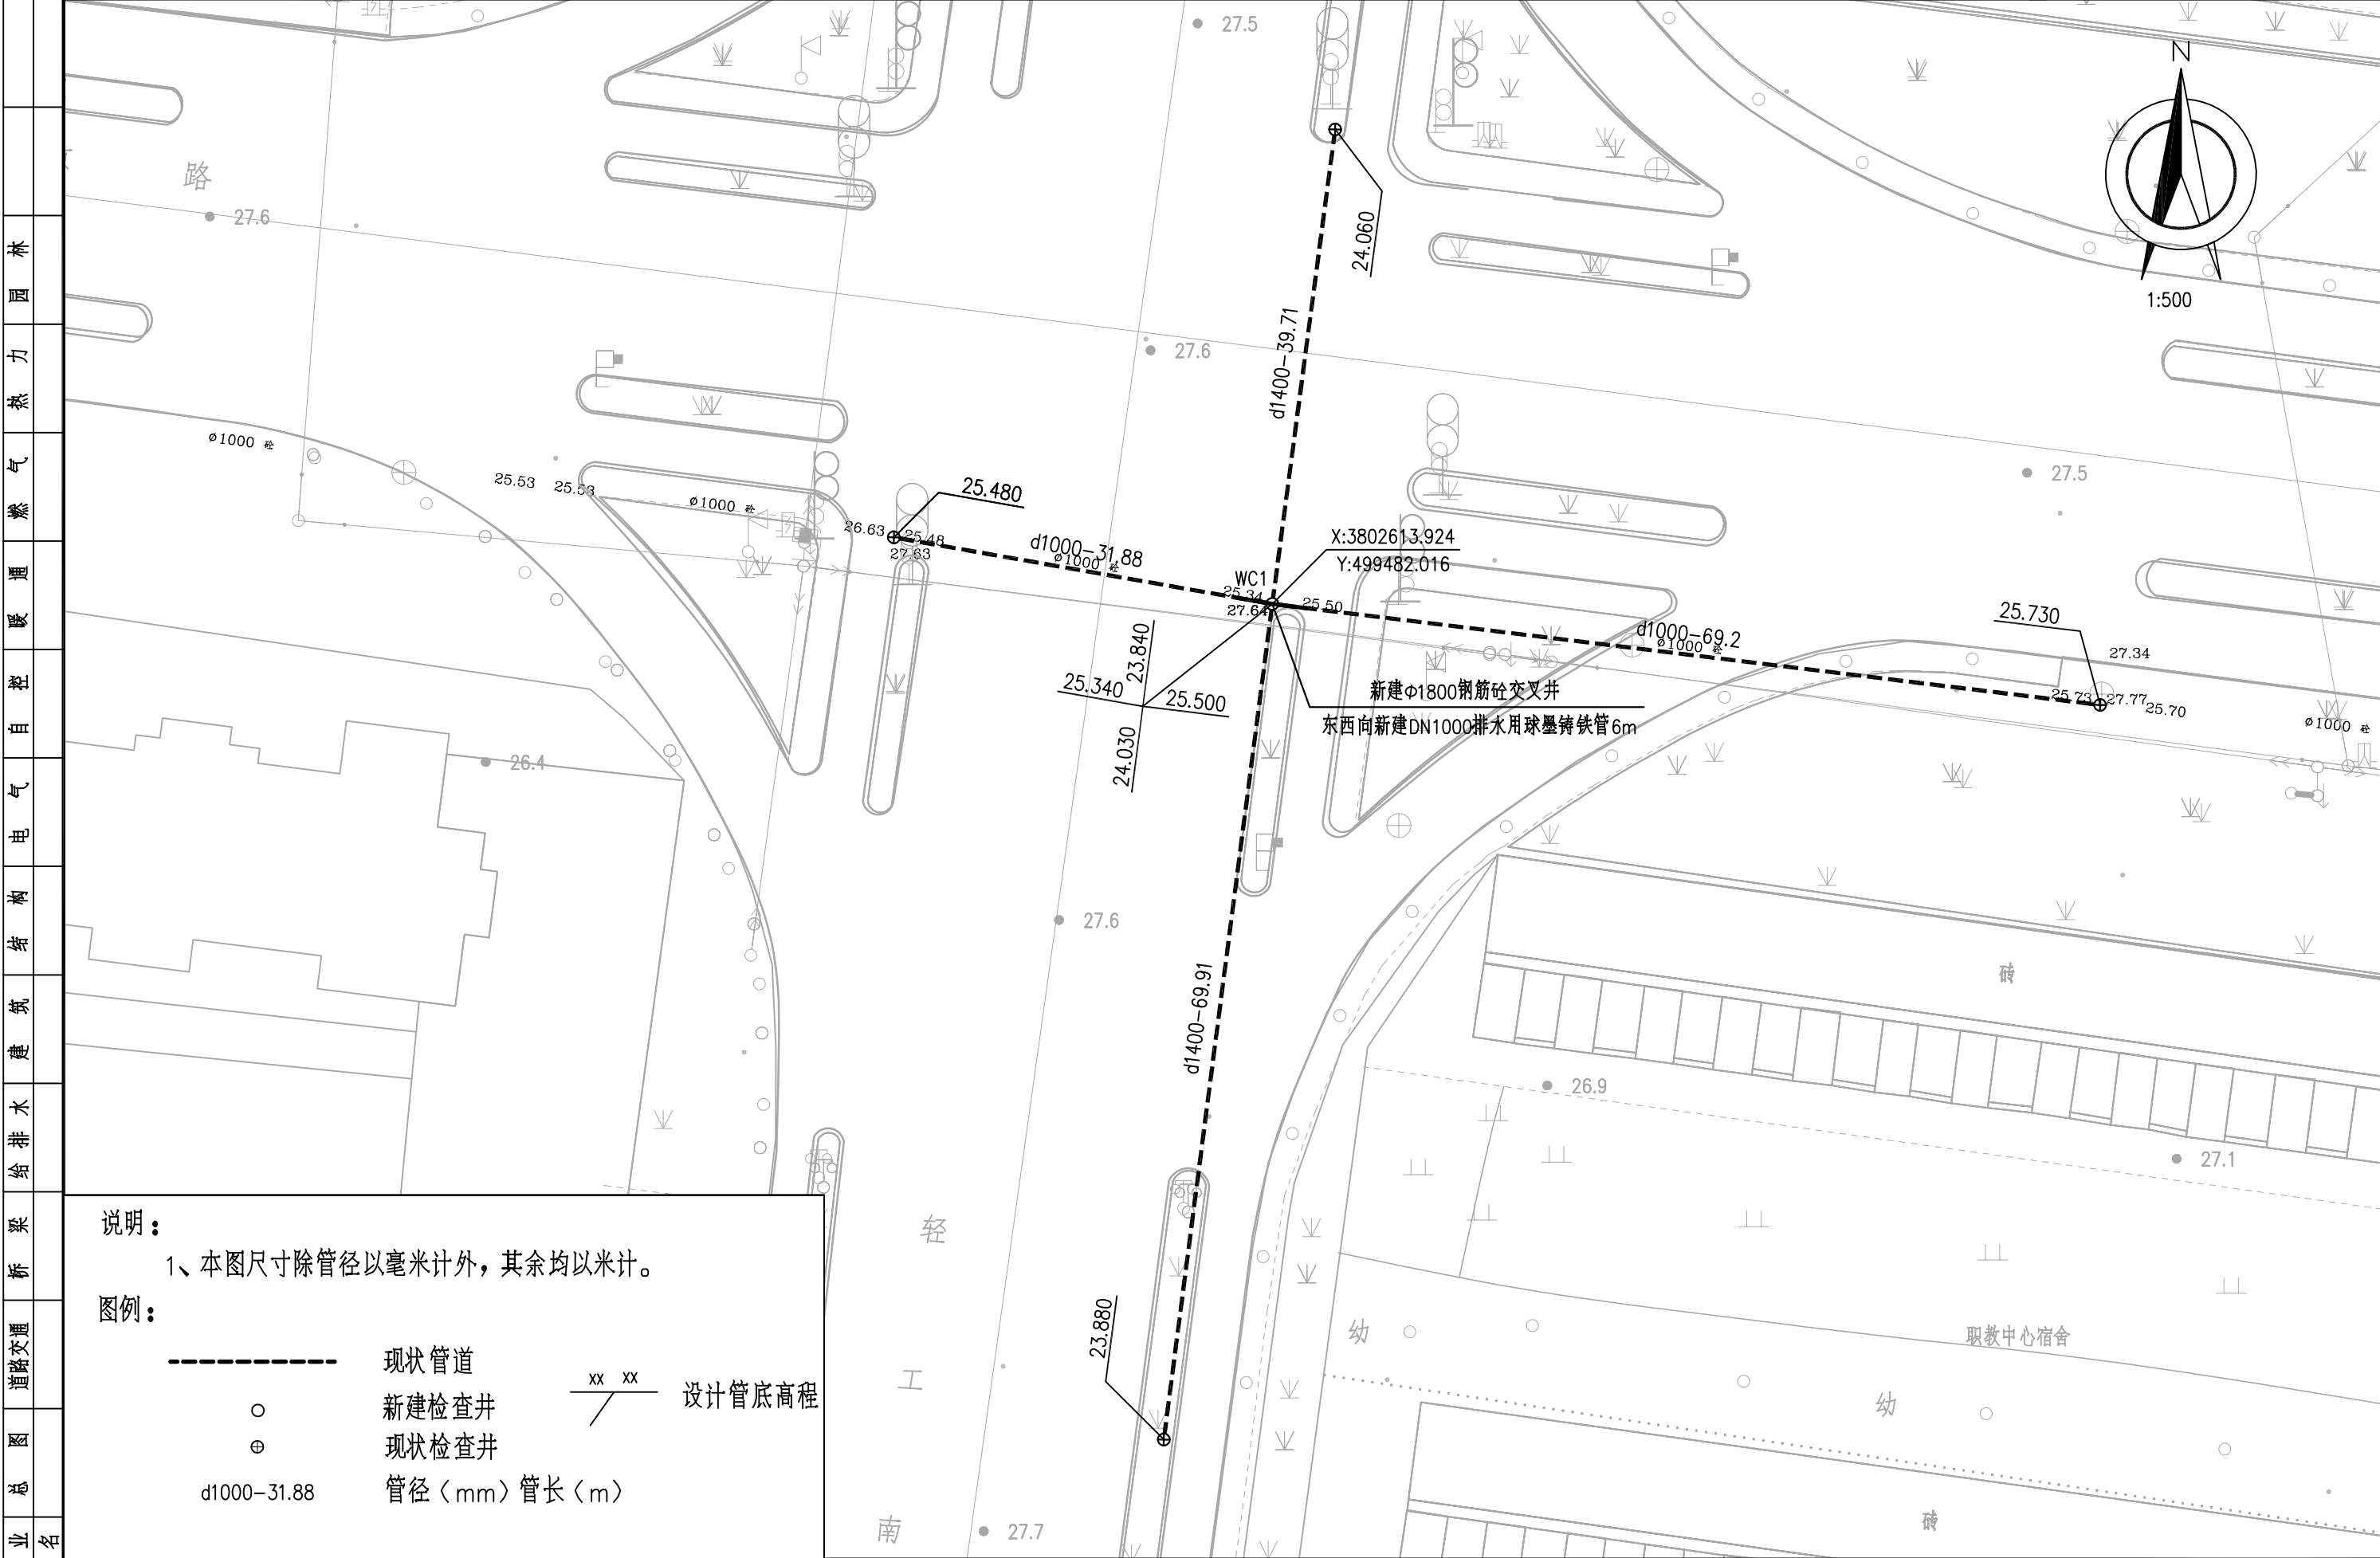 27.5
N
1:500
路
27.6
24.060
d1400-39.71
27.6
27.5
ø1000 砼
25.53 25.53
ø1000 砼
26.63 25.48
27.63
25.480
d1000-31.88
ø1000 砼
X:3802613.924
Y:499482.016
WC1
25.34 25.50
27.64
d1000-69.2
ø1000 砼
25.730
27.34
25.73 27.77 25.70
ø1000 砼
23.840
25.340
25.500
24.030
新建Φ1800钢筋砼交叉井
东西向新建DN1000排水用球墨铸铁管6m
26.4
27.6
d1400-69.91
砖
26.9
27.1
轻
工
南
23.880
27.7
幼
职教中心宿舍
幼
砖
说明：
1、本图尺寸除管径以毫米计外，其余均以米计。
图例：
现状管道
新建检查井
现状检查井
xx xx
设计管底高程
d1000-31.88 管径（mm）管长（m）
园 林
热 力
燃 气
暖 通
自 控
电 气
结 构
建 筑
给 排 水
桥 梁
道路交通
总 图
业
名